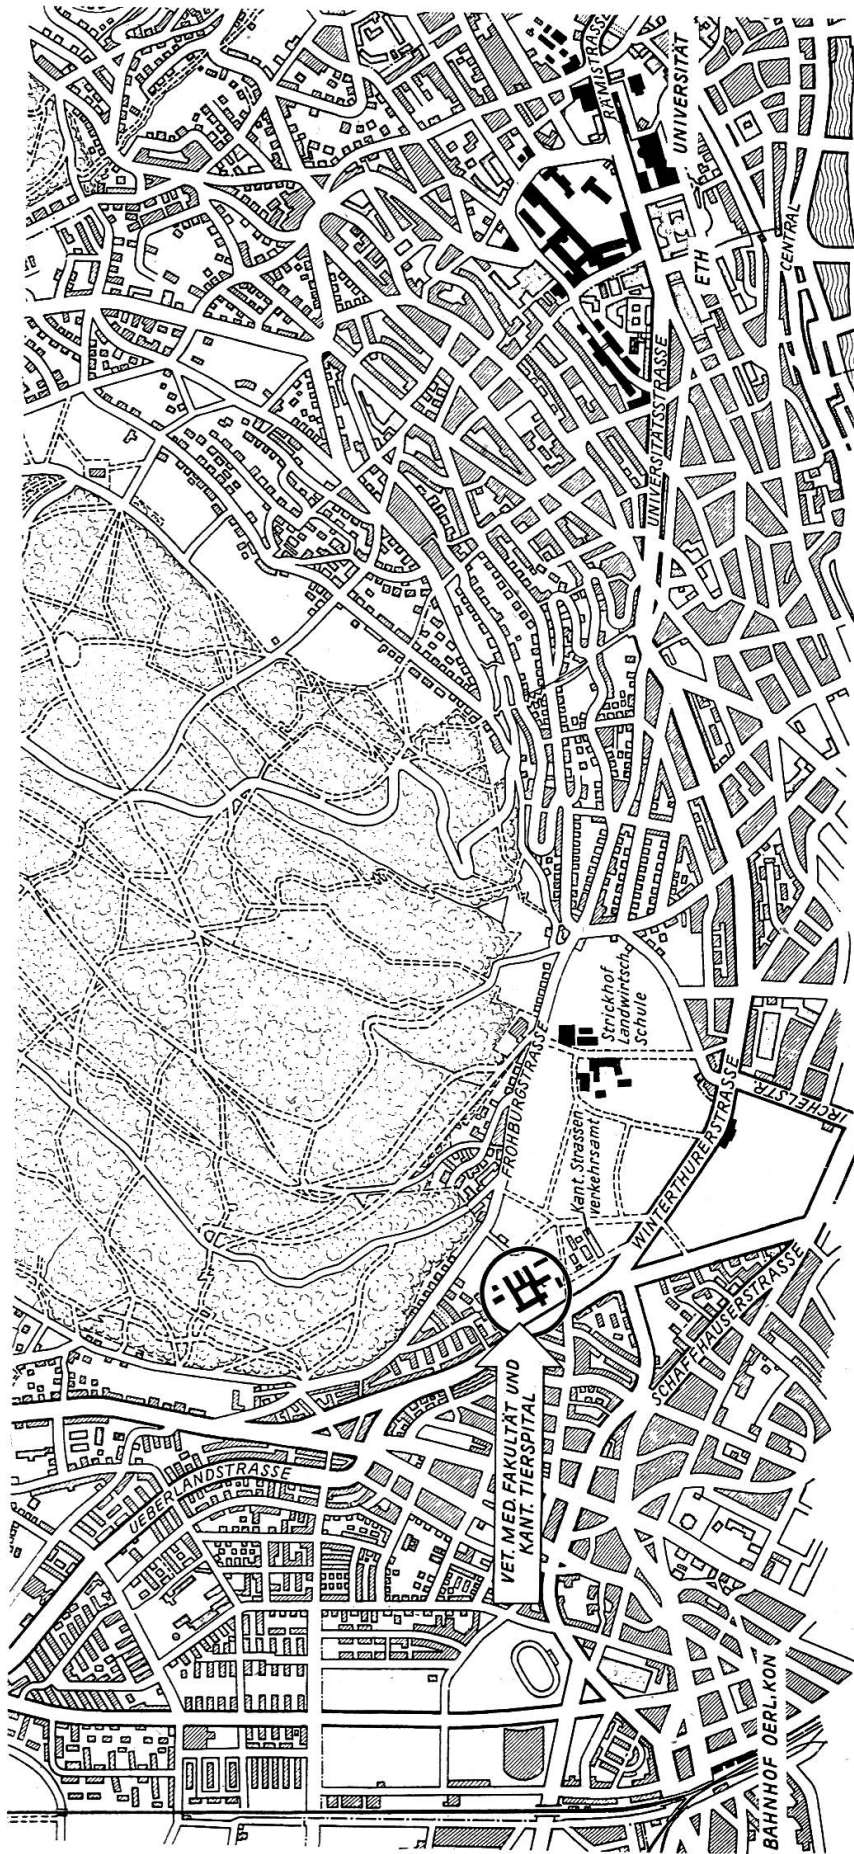 RÄMISTRASSE
UNIVERSITÄT
ETH
CENTRAL
UNIVERSITÄTSSTRASSE
Strickhof
Landwirtsch.
Schule
FROHBURGSTRASSE
Kant. Strassen
verkehrsamt
WINTERTHURERSTRASSE
IRCHELSTR.
SCHAFFHAUSERSTRASSE
VET. MED. FAKULTÄT UND
KANT. TIERSPITAL
UEBERLANDSTRASSE
BAHNHOF OERLIKON